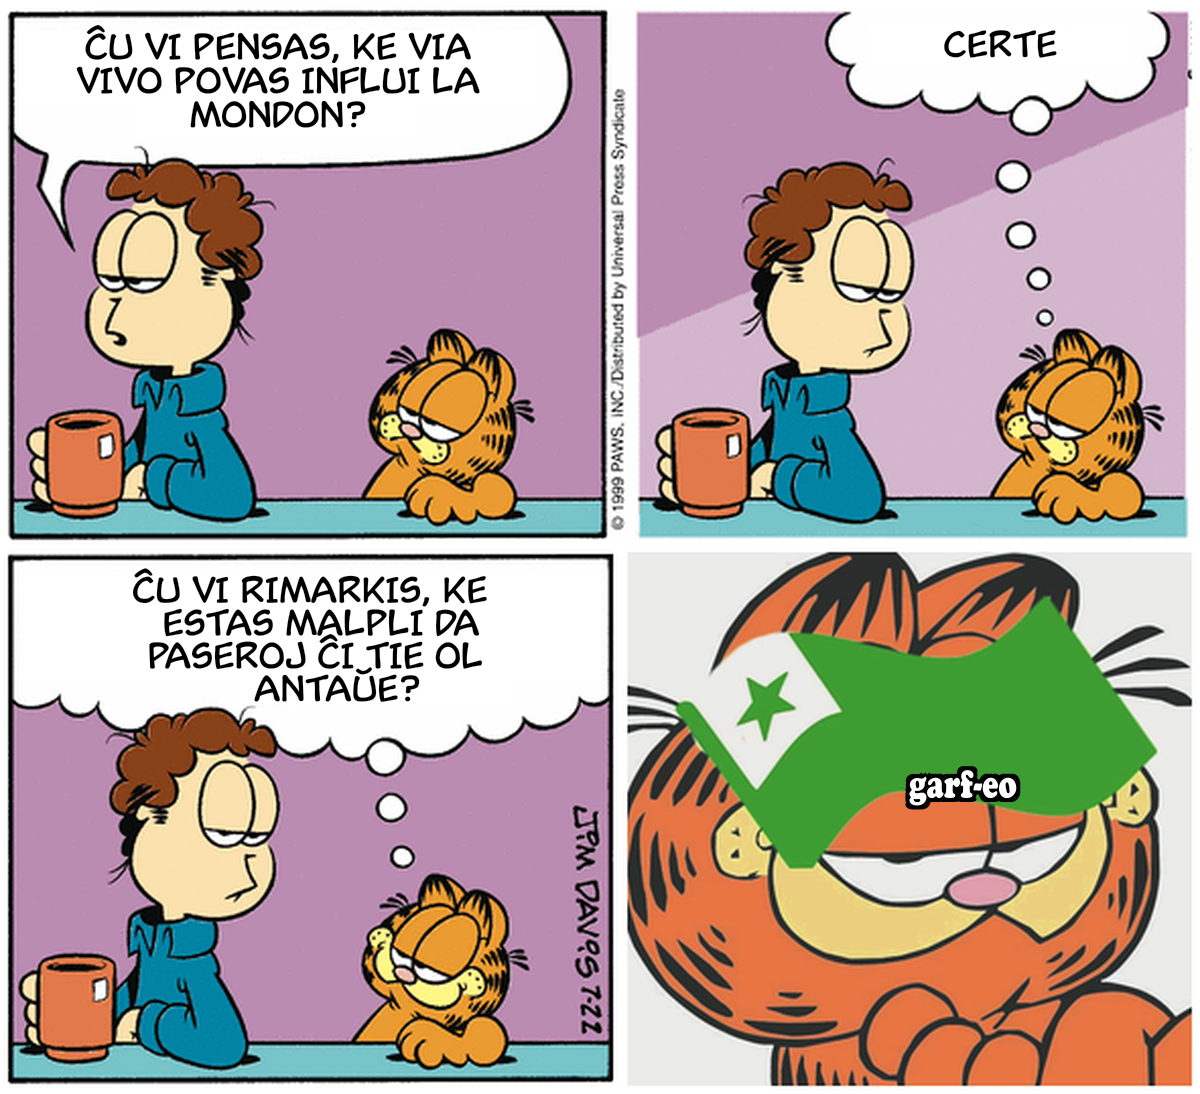 ĈU VI PENSAS, KE VIA
VIVO POVAS INFLUI LA
MONDON?
© 1999 PAWS, INC./Distributed by Universal Press Syndicate
CERTE
ĈU VI RIMARKIS, KE
ESTAS MALPLI DA
PASEROJ ĈI TIE OL
ANTAŬE?
JIM DAVIS 7-22
garf-eo